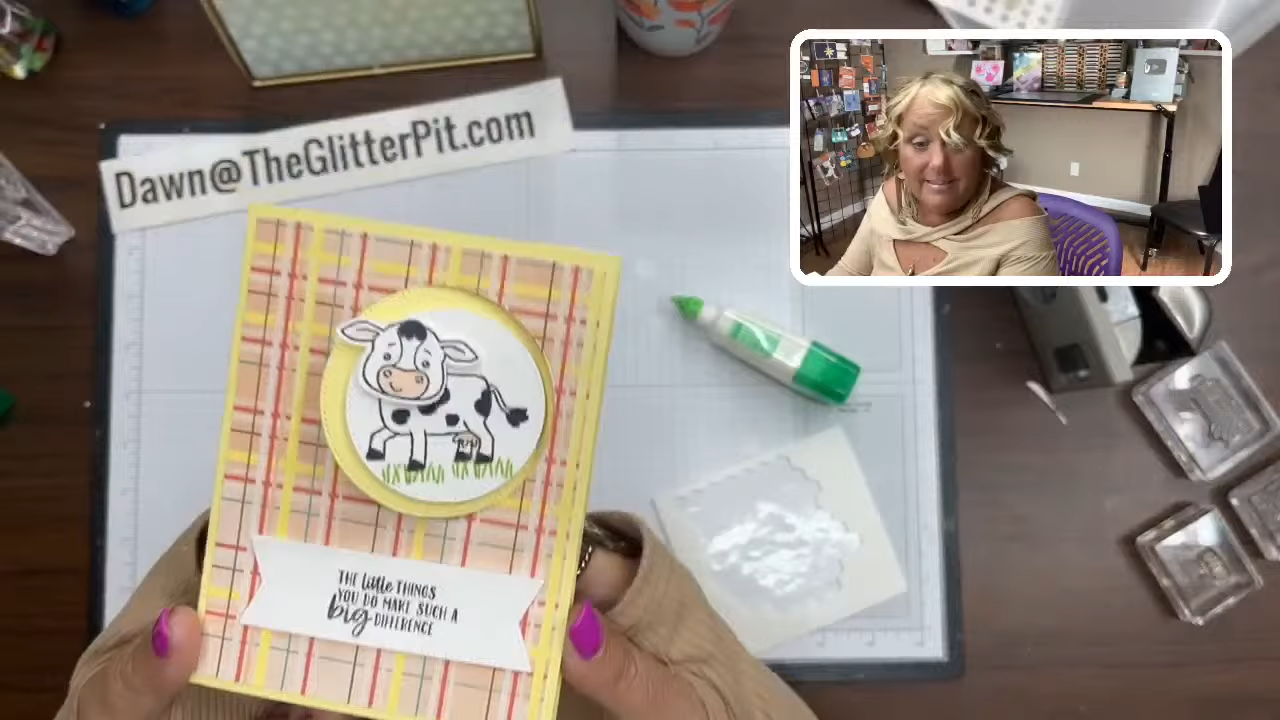 Dawn@TheGlitterPit.com
THE little THINGS
YOU DO MAKE SUCH A
big DIFFERENCE